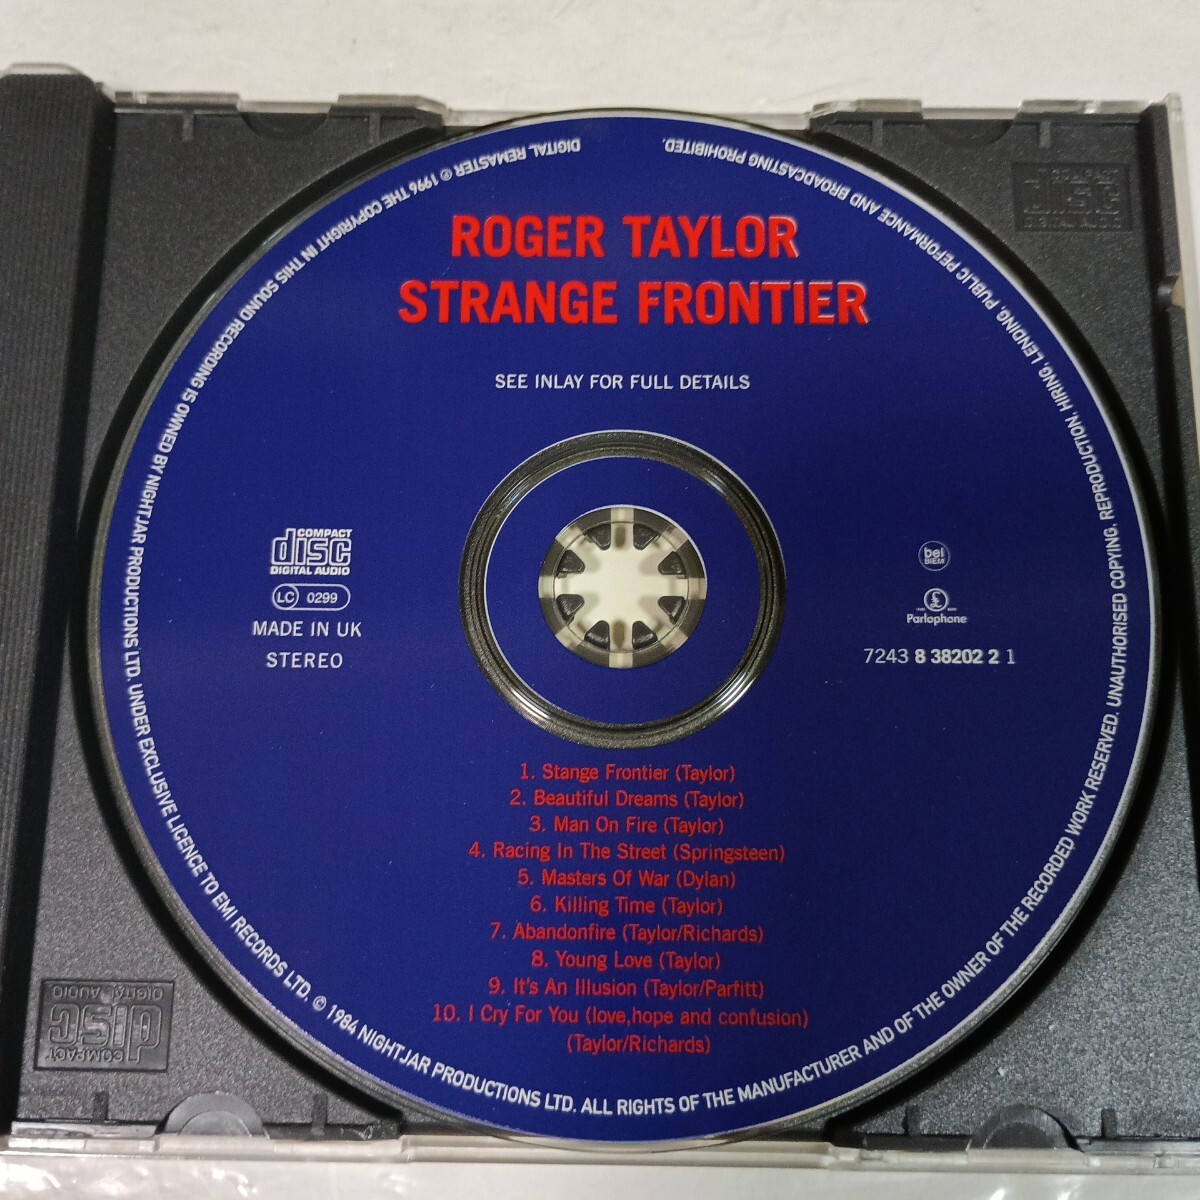 ROGER TAYLOR
STRANGE FRONTIER
SEE INLAY FOR FULL DETAILS
COMPACT
disc
DIGITAL AUDIO
LC 0299
MADE IN UK
STEREO
bel
BIEM
£
Parlophone
7243 8 38202 2 1
1. Stange Frontier (Taylor)
2. Beautiful Dreams (Taylor)
3. Man On Fire (Taylor)
4. Racing In The Street (Springsteen)
5. Masters Of War (Dylan)
6. Killing Time (Taylor)
7. Abandonfire (Taylor/Richards)
8. Young Love (Taylor)
9. It's An Illusion (Taylor/Parfitt)
10. I Cry For You (love,hope and confusion)
(Taylor/Richards)
DIGITAL REMASTER ℗ 1996 THE COPYRIGHT IN THIS SOUND RECORDING IS OWNED BY NIGHTJAR PRODUCTIONS LTD. UNDER EXCLUSIVE LICENCE TO EMI RECORDS LTD. © 1984 NIGHTJAR PRODUCTIONS LTD. ALL RIGHTS OF THE MANUFACTURER AND OF THE OWNER OF THE RECORDED WORK RESERVED. UNAUTHORISED COPYING. REPRODUCTION, HIRING, LENDING, PUBLIC PEFORMANCE AND BROADCASTING PROHIBITED.
COMPACT
disc
DIGITAL AUDIO
COMPACT
disc